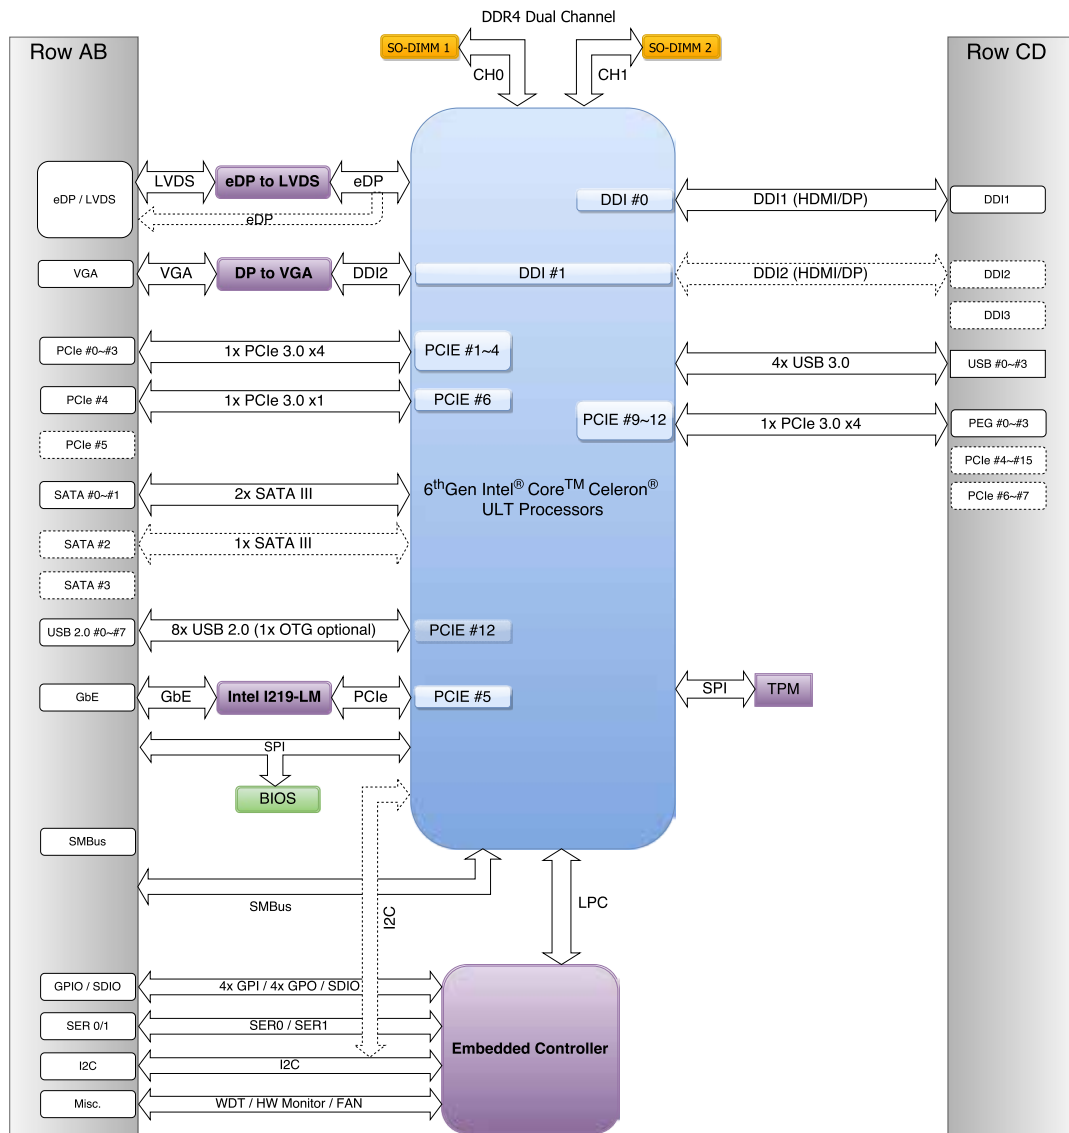 DDR4 Dual Channel
Row AB
SO-DIMM 1
SO-DIMM 2
Row CD
CH0
CH1
eDP / LVDS
LVDS
eDP to LVDS
eDP
eDP
DDI #0
DDI1 (HDMI/DP)
DDI1
VGA
VGA
DP to VGA
DDI2
DDI #1
DDI2 (HDMI/DP)
DDI2
DDI3
PCIe #0~#3
1x PCIe 3.0 x4
PCIE #1~4
4x USB 3.0
USB #0~#3
PCIe #4
1x PCIe 3.0 x1
PCIE #6
PCIE #9~12
1x PCIe 3.0 x4
PEG #0~#3
PCIe #5
PCIe #4~#15
SATA #0~#1
2x SATA III
6thGen Intel® CoreTM Celeron®
ULT Processors
PCIe #6~#7
SATA #2
1x SATA III
SATA #3
USB 2.0 #0~#7
8x USB 2.0 (1x OTG optional)
PCIE #12
GbE
GbE
Intel I219-LM
PCIe
PCIE #5
SPI
TPM
SPI
BIOS
SMBus
SMBus
I2C
LPC
GPIO / SDIO
4x GPI / 4x GPO / SDIO
SER 0/1
SER0 / SER1
Embedded Controller
I2C
I2C
Misc.
WDT / HW Monitor / FAN